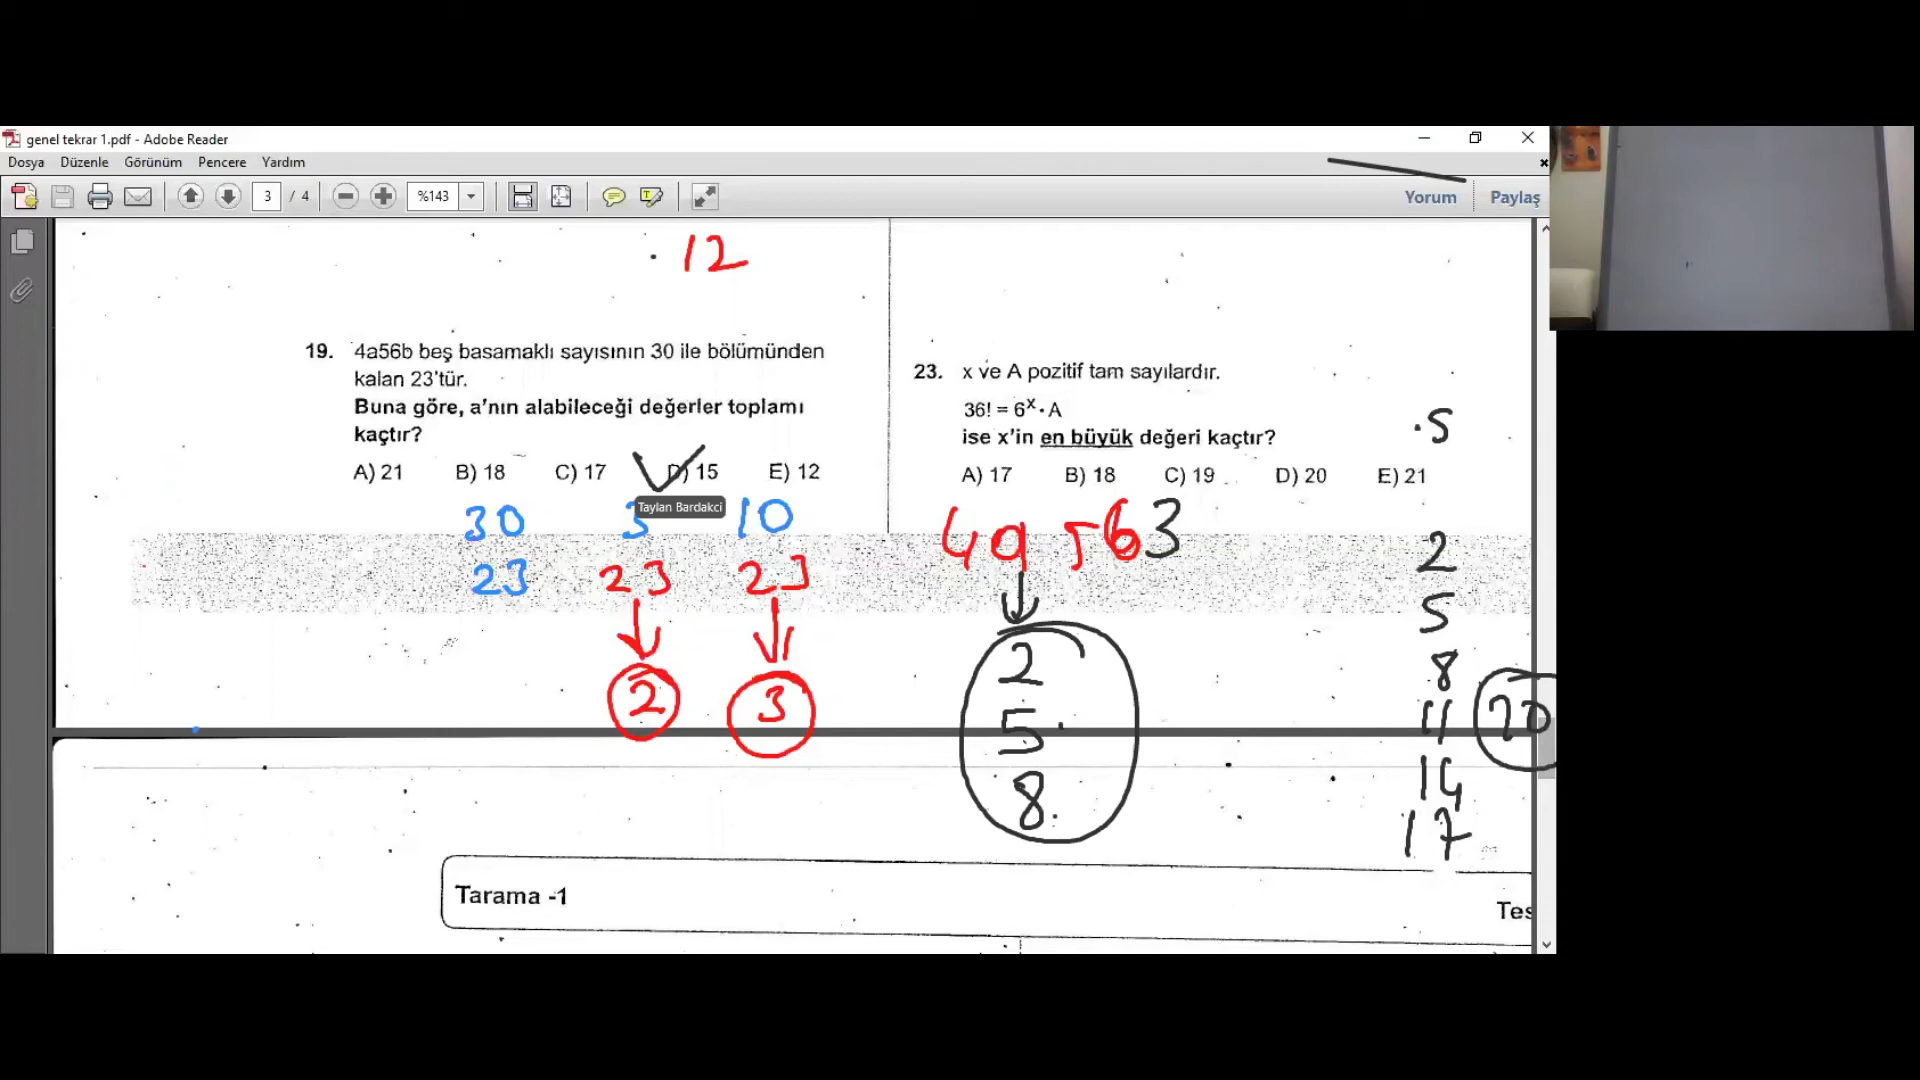 genel tekrar 1.pdf - Adobe Reader
Dosya Düzenle Görünüm Pencere Yardım
3 / 4 %143 Yorum Paylaş
12
19. 4a56b beş basamaklı sayısının 30 ile bölümünden
kalan 23'tür.
Buna göre, a'nın alabileceği değerler toplamı
kaçtır?
A) 21 B) 18 C) 17 D) 15 E) 12
Taylan Bardakci
30 3 10
23 23 23
2 3
23. x ve A pozitif tam sayılardır.
36! = 6^x · A
ise x'in en büyük değeri kaçtır?
A) 17 B) 18 C) 19 D) 20 E) 21
4a563
2
5
8
5
2
5
8
11
14
17
20
Tarama -1
Tes